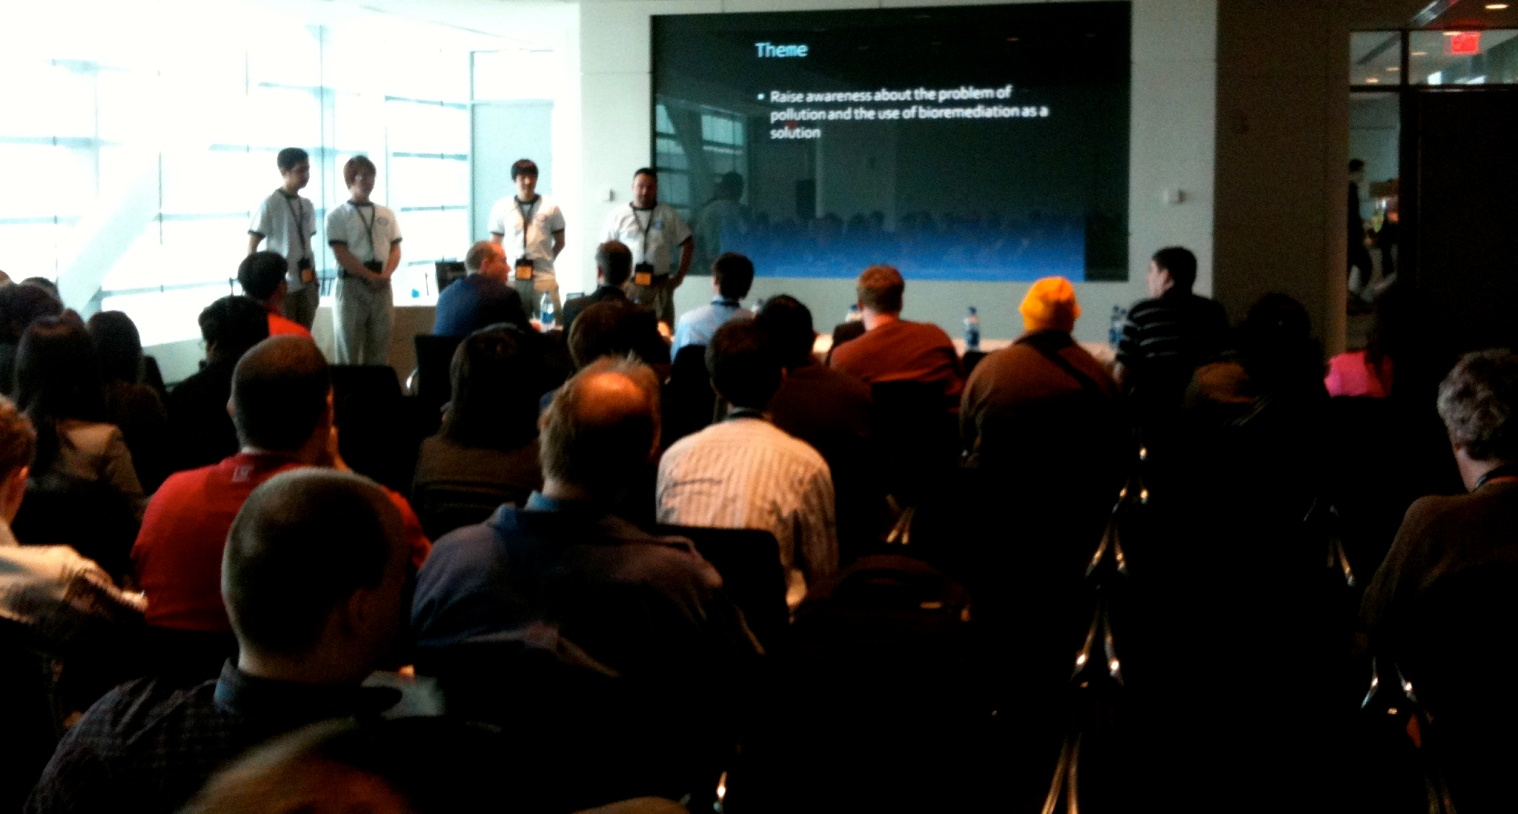 Theme
• Raise awareness about the problem of
pollution and the use of bioremediation as a
solution